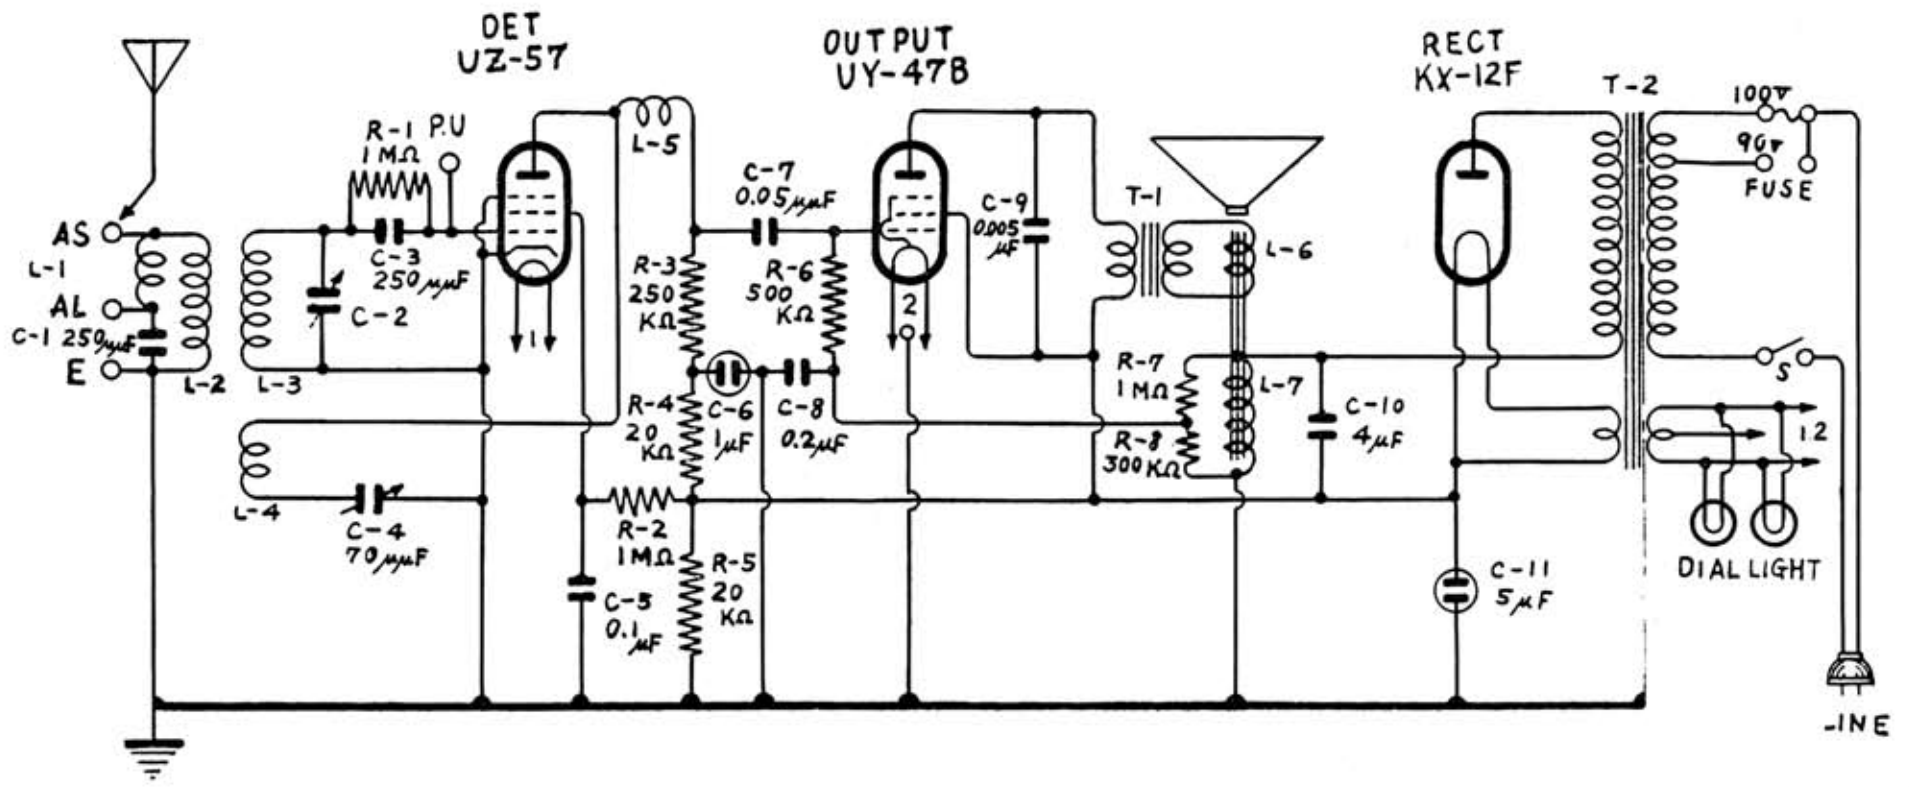 DET
UZ-57
OUTPUT
UY-47B
RECT
KX-12F
T-2
100V
90V
FUSE
R-1
1MΩ
P.U
L-5
C-7
0.05μμF
C-9
0.005
μF
T-1
AS
L-1
AL
C-1 250μμF
E
L-2
L-3
C-3
250μμF
C-2
1
R-3
250
KΩ
R-6
500
KΩ
2
L-6
R-7
1MΩ
L-7
S
R-4
20
KΩ
C-6
1μF
C-8
0.2μF
R-8
300KΩ
C-10
4μF
12
L-4
C-4
70μμF
R-2
1MΩ
R-5
20
KΩ
C-5
0.1
μF
C-11
5μF
DIAL LIGHT
-INE